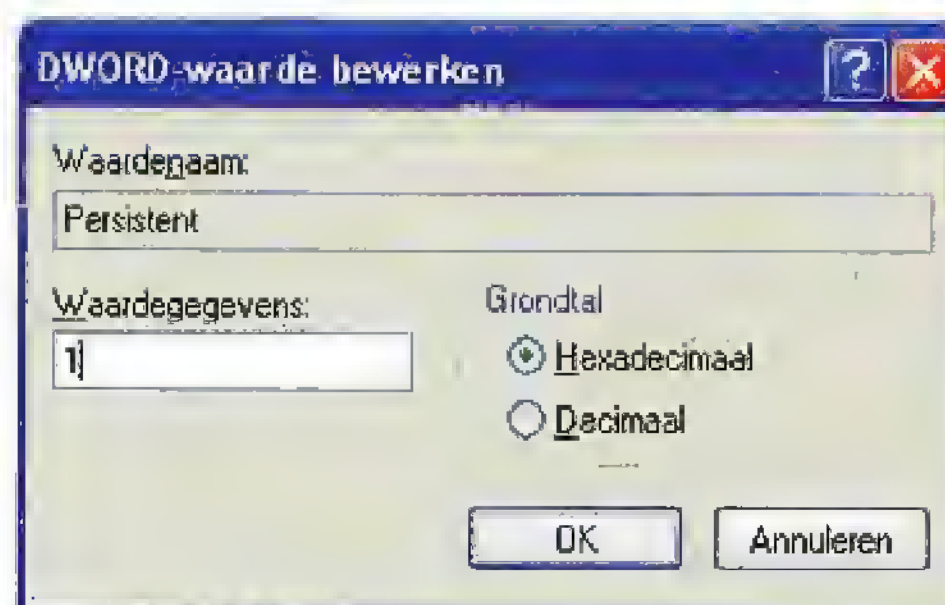 DWORD-waarde bewerken
Waardenaam:
Persistent
Waardegegevens:
1
Grondtal
Hexadecimaal
Decimaal
OK
Annuleren